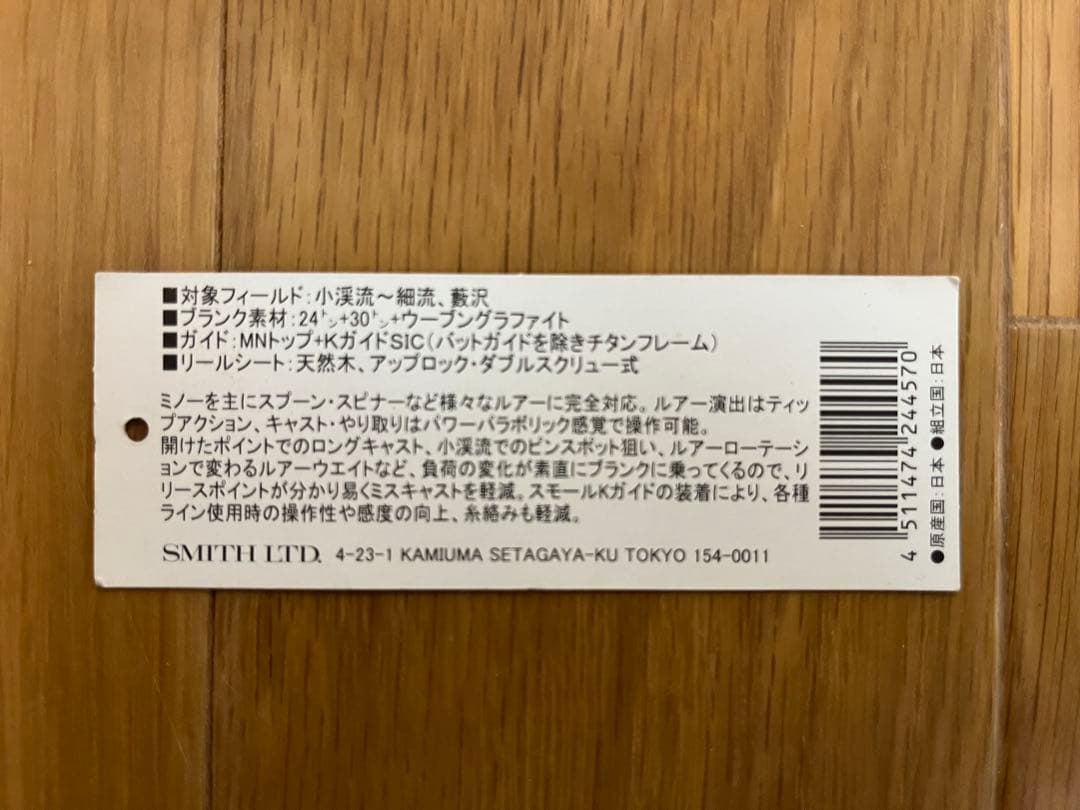 ■対象フィールド:小渓流～細流、藪沢
■ブランク素材:24㌧+30㌧+ウーブングラファイト
■ガイド:MNトップ+KガイドSIC(バットガイドを除きチタンフレーム)
■リールシート:天然木、アップロック・ダブルスクリュー式
ミノーを主にスプーン・スピナーなど様々なルアーに完全対応。ルアー演出はティッ
プアクション、キャスト・やり取りはパワーパラボリック感覚で操作可能。
開けたポイントでのロングキャスト、小渓流でのピンスポット狙い、ルアーローテーショ
ンで変わるルアーウエイトなど、負荷の変化が素直にブランクに乗ってくるので、リ
リースポイントが分かり易くミスキャストを軽減。スモールKガイドの装着により、各種
ライン使用時の操作性や感度の向上、糸絡みも軽減。
SMITH LTD. 4-23-1 KAMIUMA SETAGAYA-KU TOKYO 154-0011
4 511474 244570
●原産国:日本 ●組立国:日本